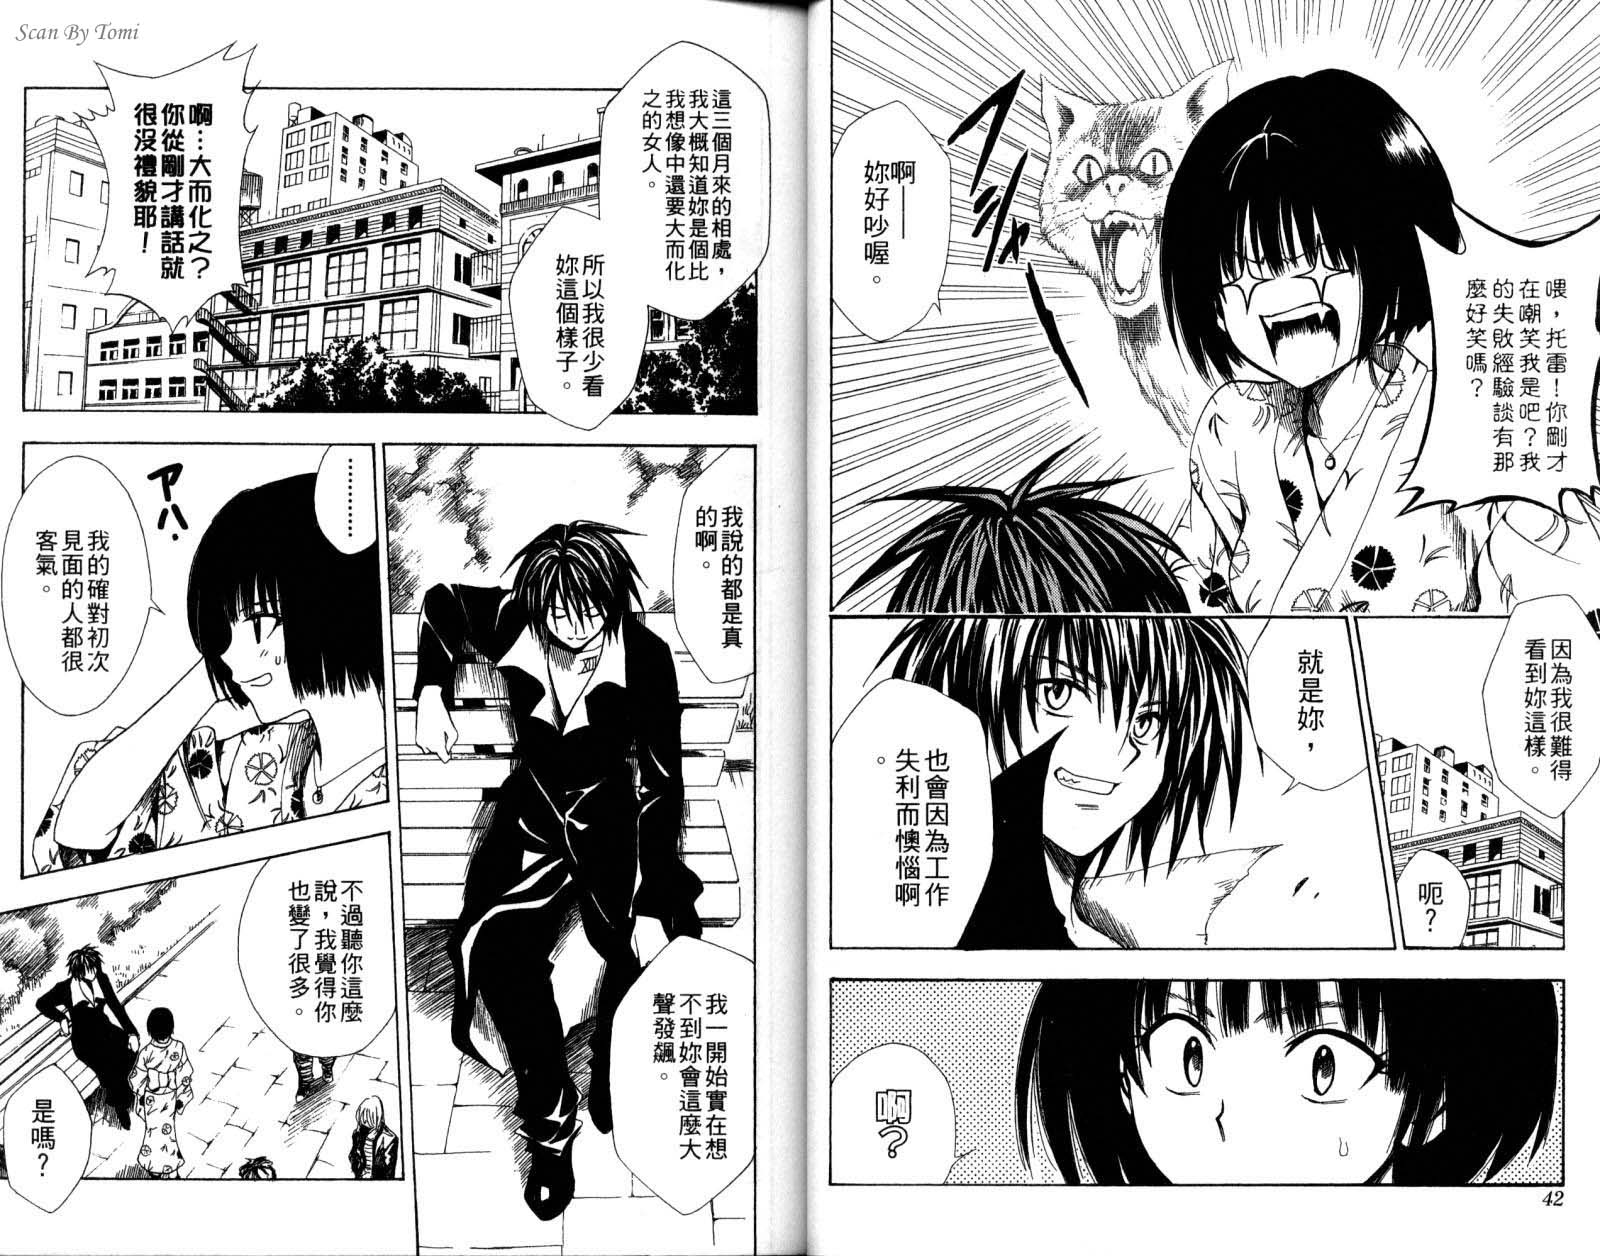 喂，托雷！你剛才
在嘲笑我是吧？我
的失敗經驗談有那
麼好笑嗎？
啊——
妳好吵喔。
因為我很難得
看到妳這樣。
呃？
就是妳，
也會因為工作
失利而懊惱啊
。
啊？
42
這三個月來的相處，
我大概知道妳是個比
我想像中還要大而化
之的女人。
所以我很少看
妳這個樣子。
啊…大而化之？
你從剛才講話就
很沒禮貌耶！
我說的都是真
的啊。
我一開始實在想
不到妳會這麼大
聲發飆。
XIII
…………
アハ.
我的確對初次
見面的人都很
客氣。
不過聽你這麼
說，我覺得你
也變了很多。
是嗎？
Scan By Tomi